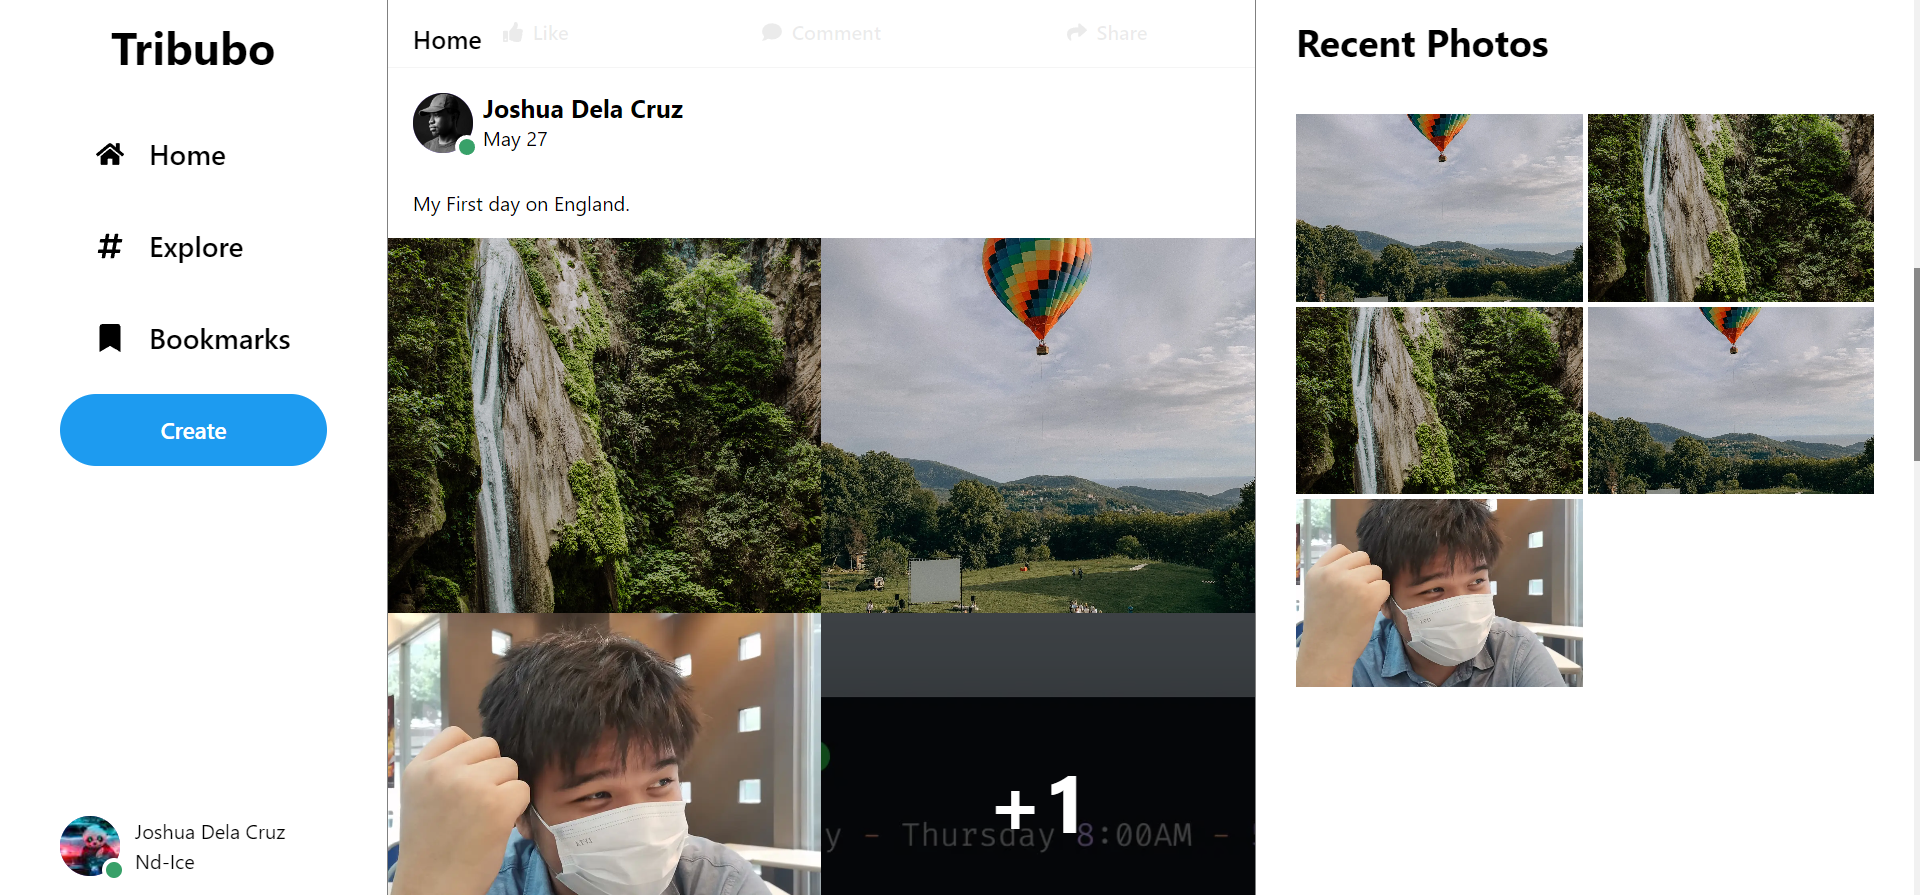 Tribubo
Home
Explore
Bookmarks
Create
Joshua Dela Cruz
Nd-Ice
Home
Like
Comment
Share
Joshua Dela Cruz
May 27
My First day on England.
+1
y - Thursday 8:00AM -
Recent Photos